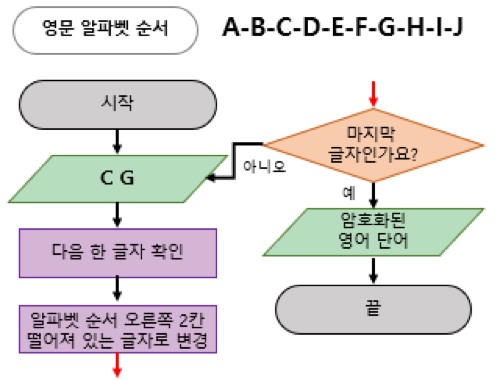 영문 알파벳 순서
A-B-C-D-E-F-G-H-I-J
시작
C G
다음 한 글자 확인
알파벳 순서 오른쪽 2칸
떨어져 있는 글자로 변경
마지막
글자인가요?
아니오
예
암호화된
영어 단어
끝